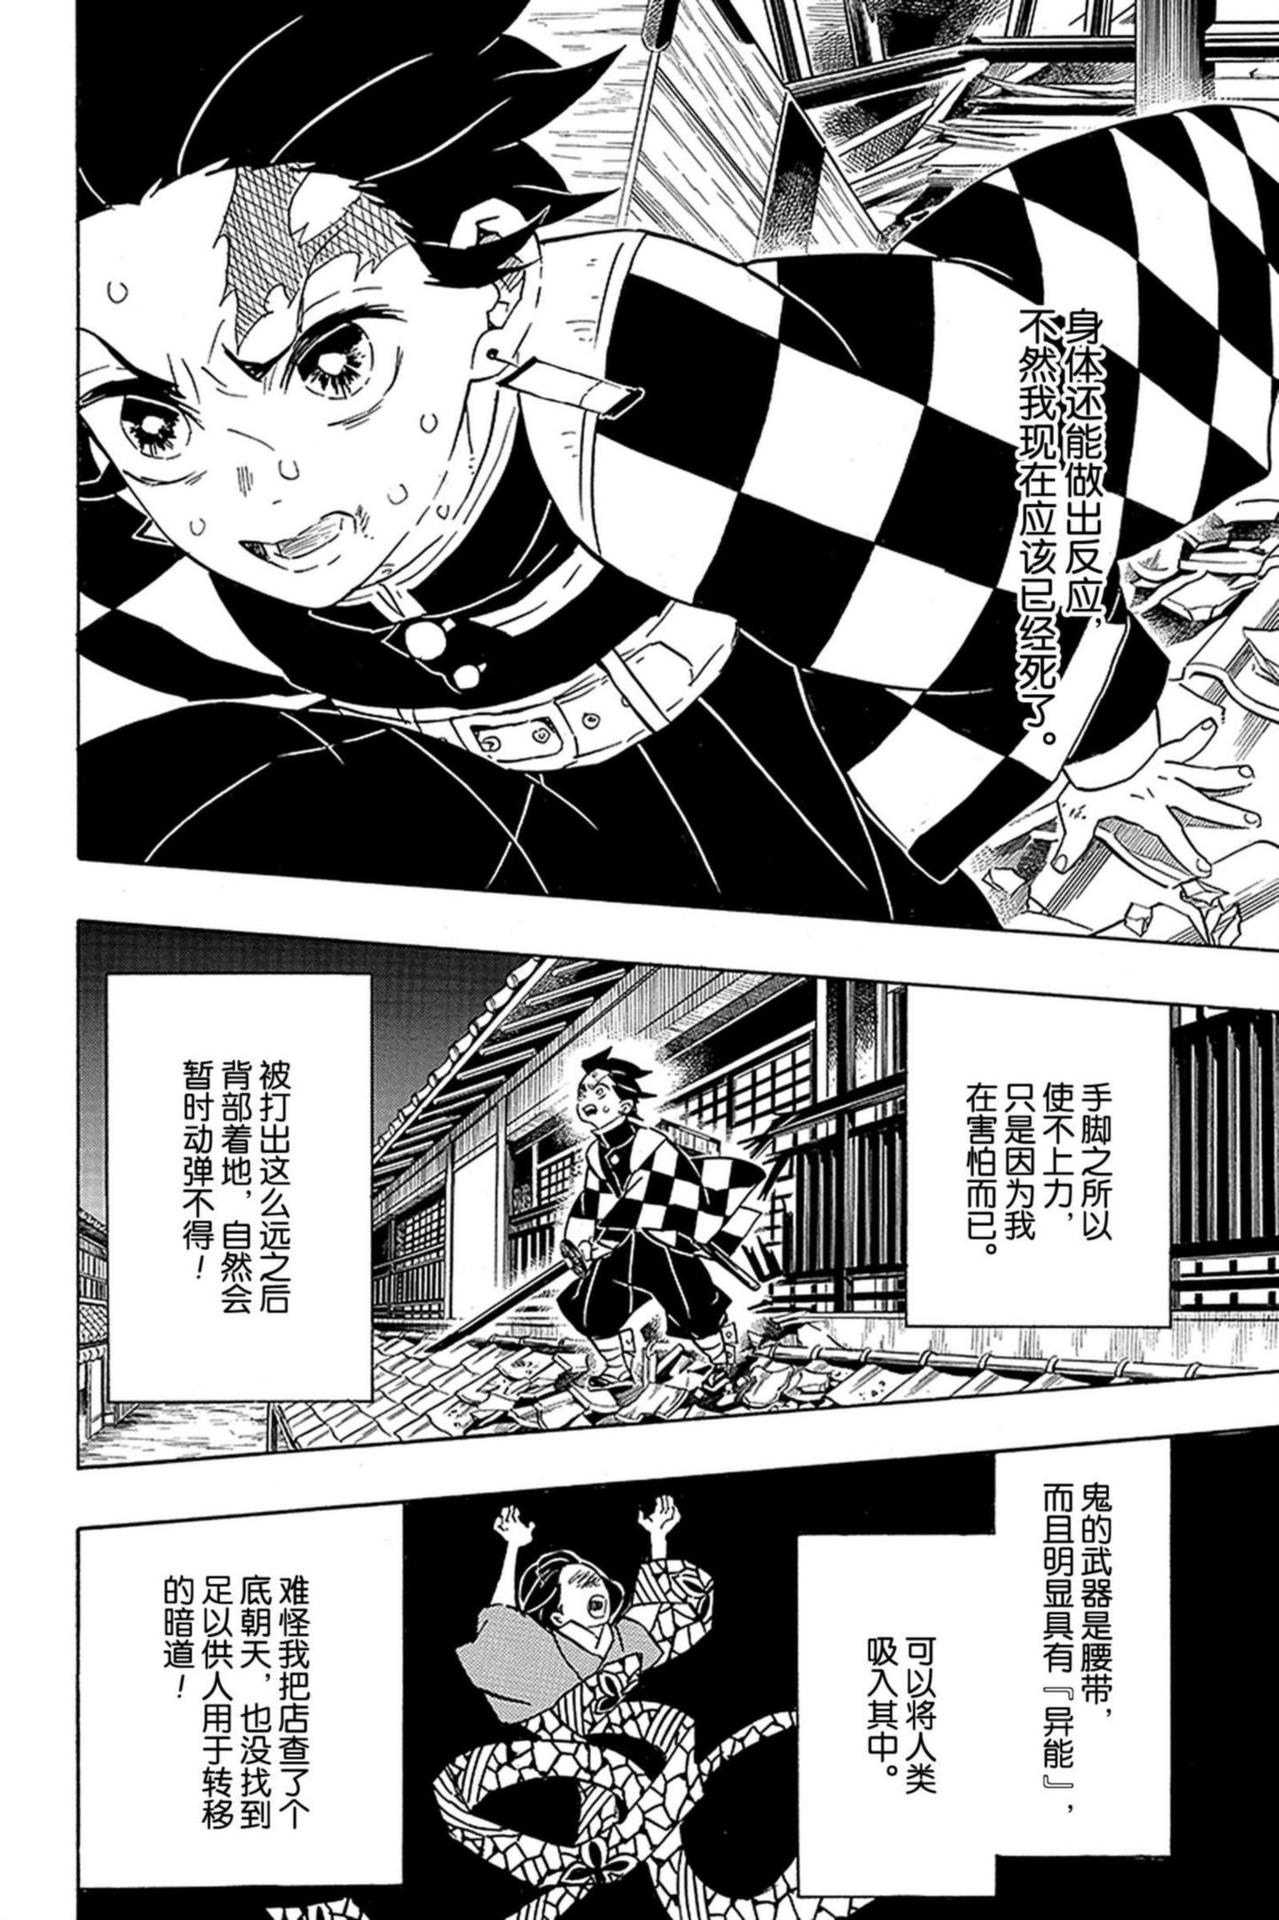 身体还能做出反应，
不然我现在应该已经死了。
手脚之所以
使不上力，
只是因为我
在害怕而已。
被打出这么远之后
背部着地，自然会
暂时动弹不得！
鬼的武器是腰带，
而且明显具有『异能』，
可以将人类
吸入其中。
难怪我把店查了个
底朝天，也没找到
足以供人用于转移
的暗道！